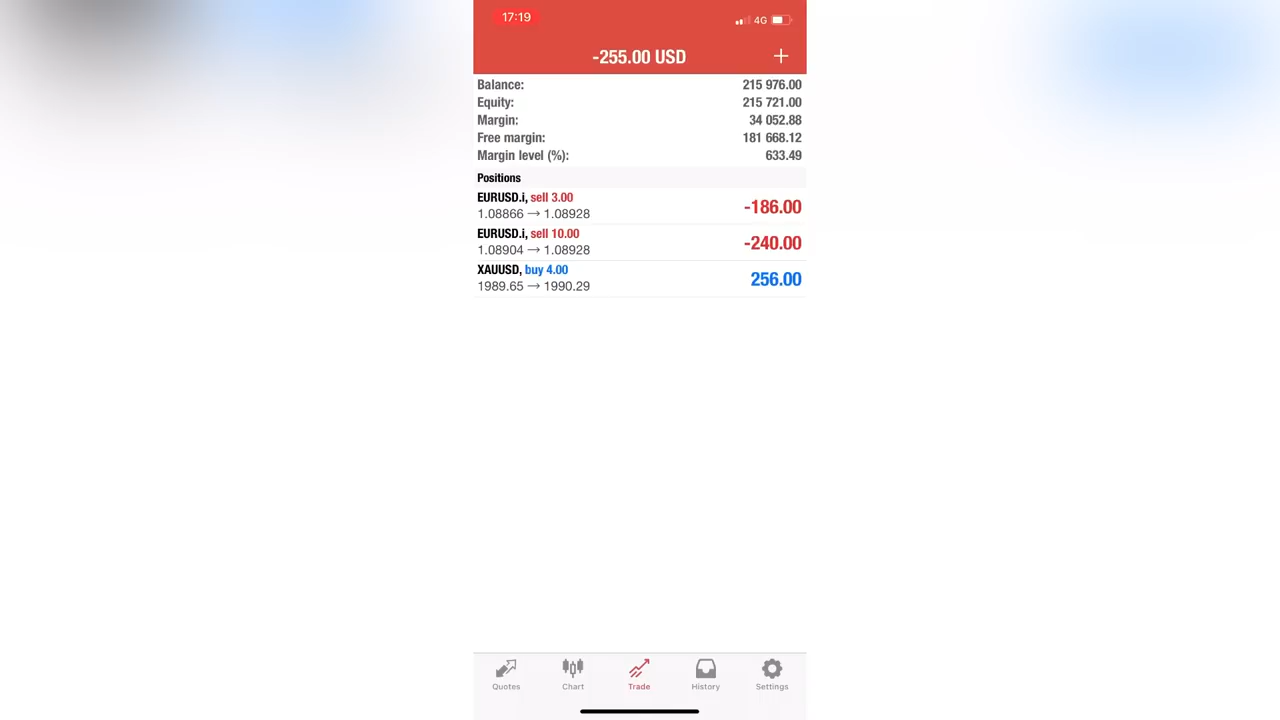 17:19
4G
-255.00 USD
Balance: 215 976.00
Equity: 215 721.00
Margin: 34 052.88
Free margin: 181 668.12
Margin level (%): 633.49
Positions
EURUSD.i, sell 3.00
1.08866 → 1.08928
-186.00
EURUSD.i, sell 10.00
1.08904 → 1.08928
-240.00
XAUUSD, buy 4.00
1989.65 → 1990.29
256.00
Quotes Chart Trade History Settings